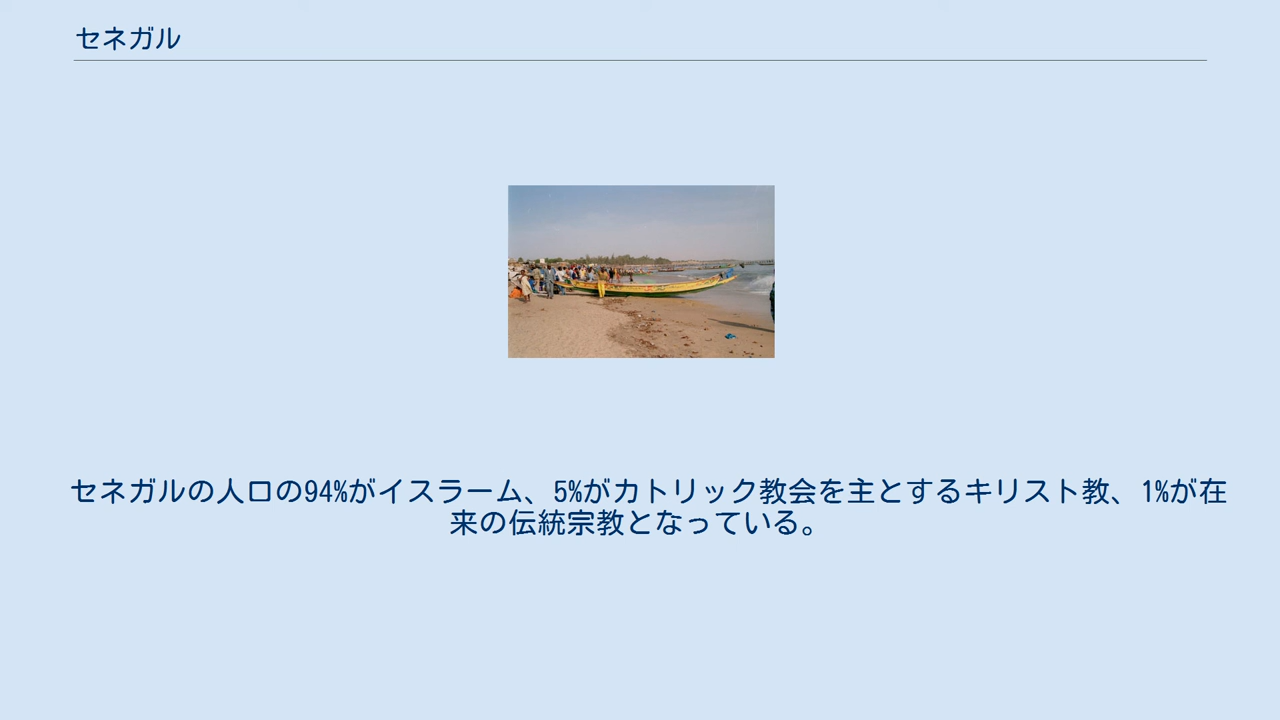 セネガル
セネガルの人口の94%がイスラーム、5%がカトリック教会を主とするキリスト教、1%が在
来の伝統宗教となっている。